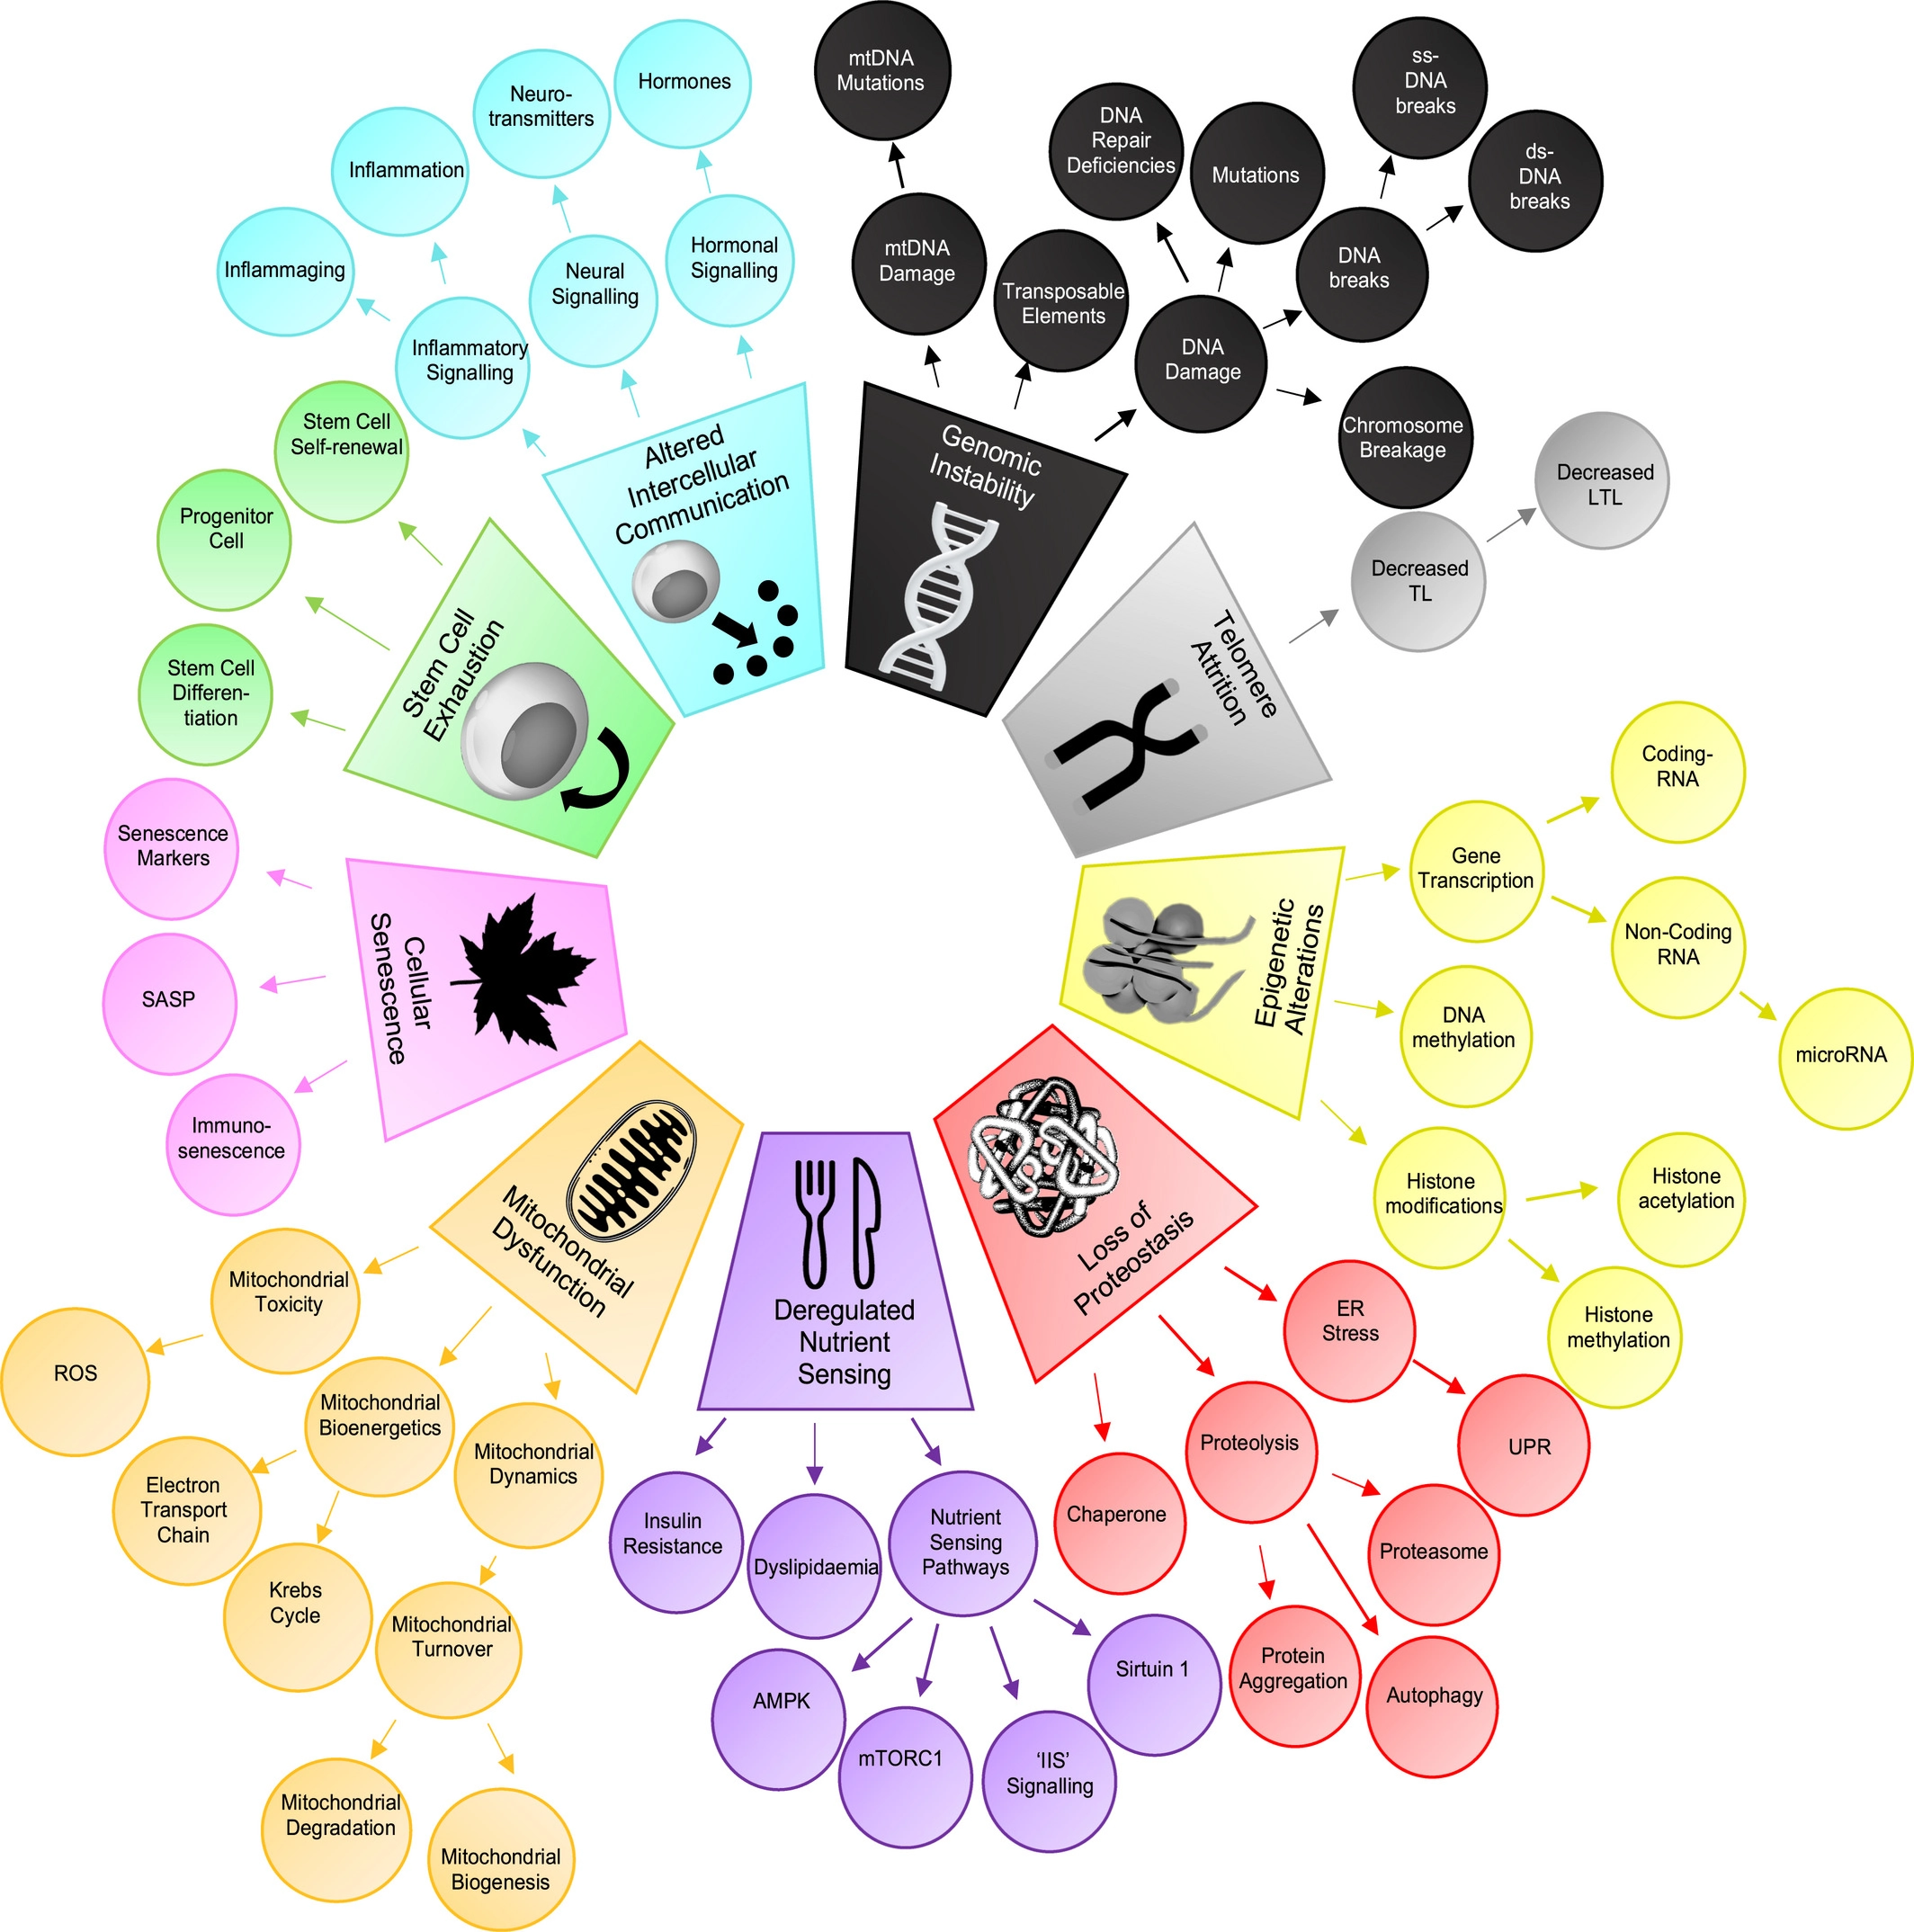 Altered
Intercellular
Communication
Hormonal
Signalling
Hormones
Neural
Signalling
Neuro-
transmitters
Inflammatory
Signalling
Inflammation
Inflammaging
Genomic
Instability
mtDNA
Damage
mtDNA
Mutations
Transposable
Elements
DNA
Damage
DNA
Repair
Deficiencies
Mutations
DNA
breaks
ss-
DNA
breaks
ds-
DNA
breaks
Chromosome
Breakage
Telomere
Attrition
Decreased
TL
Decreased
LTL
Epigenetic
Alterations
Gene
Transcription
Coding-
RNA
Non-Coding
RNA
microRNA
DNA
methylation
Histone
modifications
Histone
acetylation
Histone
methylation
Loss of
Proteostasis
ER
Stress
UPR
Proteolysis
Proteasome
Autophagy
Protein
Aggregation
Chaperone
Deregulated
Nutrient
Sensing
Nutrient
Sensing
Pathways
Sirtuin 1
‘IIS’
Signalling
mTORC1
AMPK
Dyslipidaemia
Insulin
Resistance
Mitochondrial
Dysfunction
Mitochondrial
Dynamics
Mitochondrial
Turnover
Mitochondrial
Biogenesis
Mitochondrial
Degradation
Mitochondrial
Bioenergetics
Krebs
Cycle
Electron
Transport
Chain
Mitochondrial
Toxicity
ROS
Cellular
Senescence
Immuno-
senescence
SASP
Senescence
Markers
Stem Cell
Exhaustion
Stem Cell
Differen-
tiation
Progenitor
Cell
Stem Cell
Self-renewal